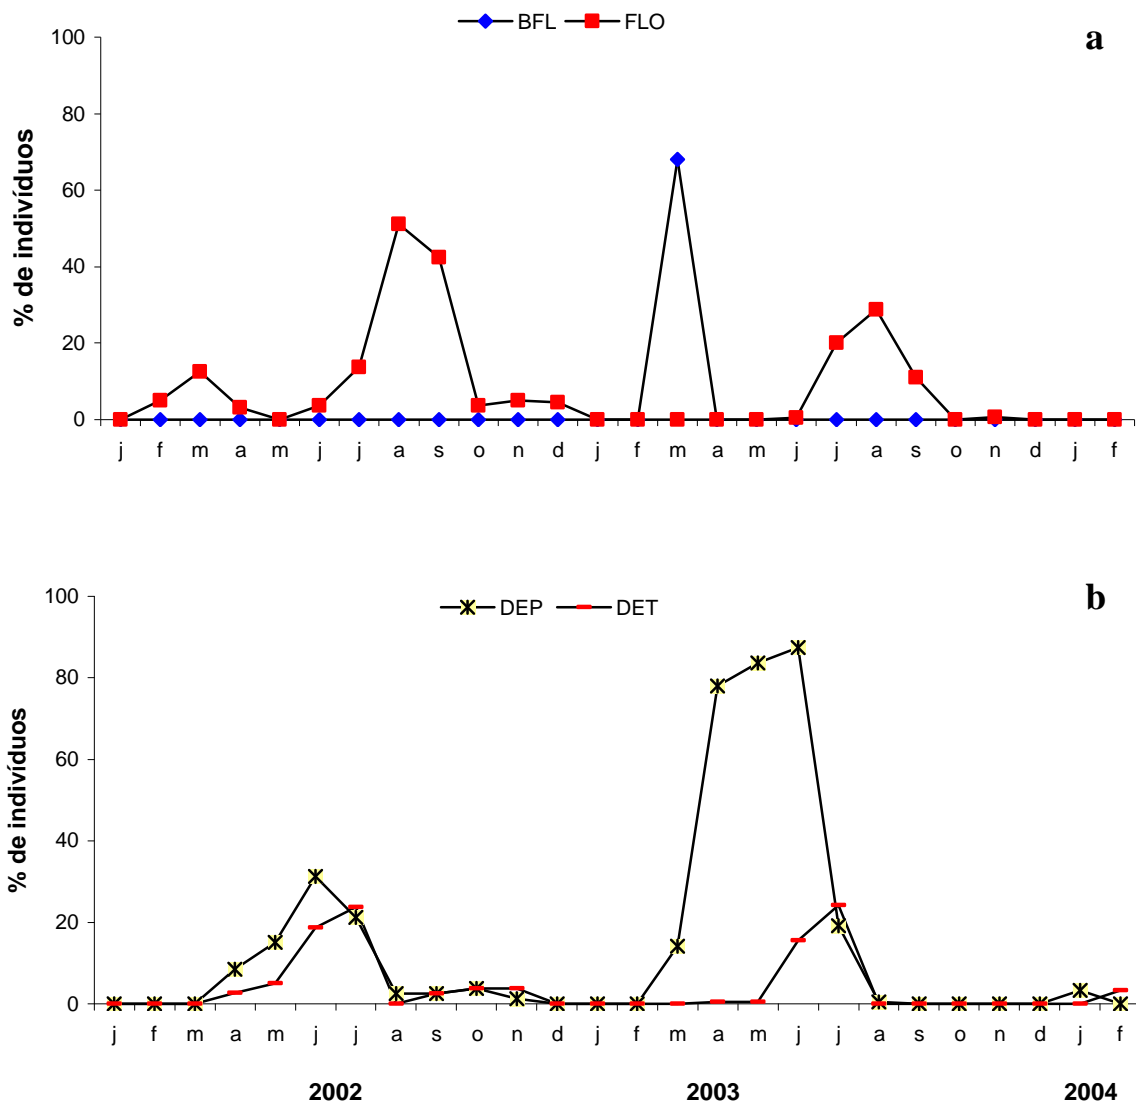 BFL FLO
a
100
80
60
40
20
0
% de indivíduos
j f m a m j j a s o n d j f m a m j j a s o n d j f
DEP DET
b
100
80
60
40
20
0
% de indivíduos
j f m a m j j a s o n d j f m a m j j a s o n d j f
2002 2003 2004